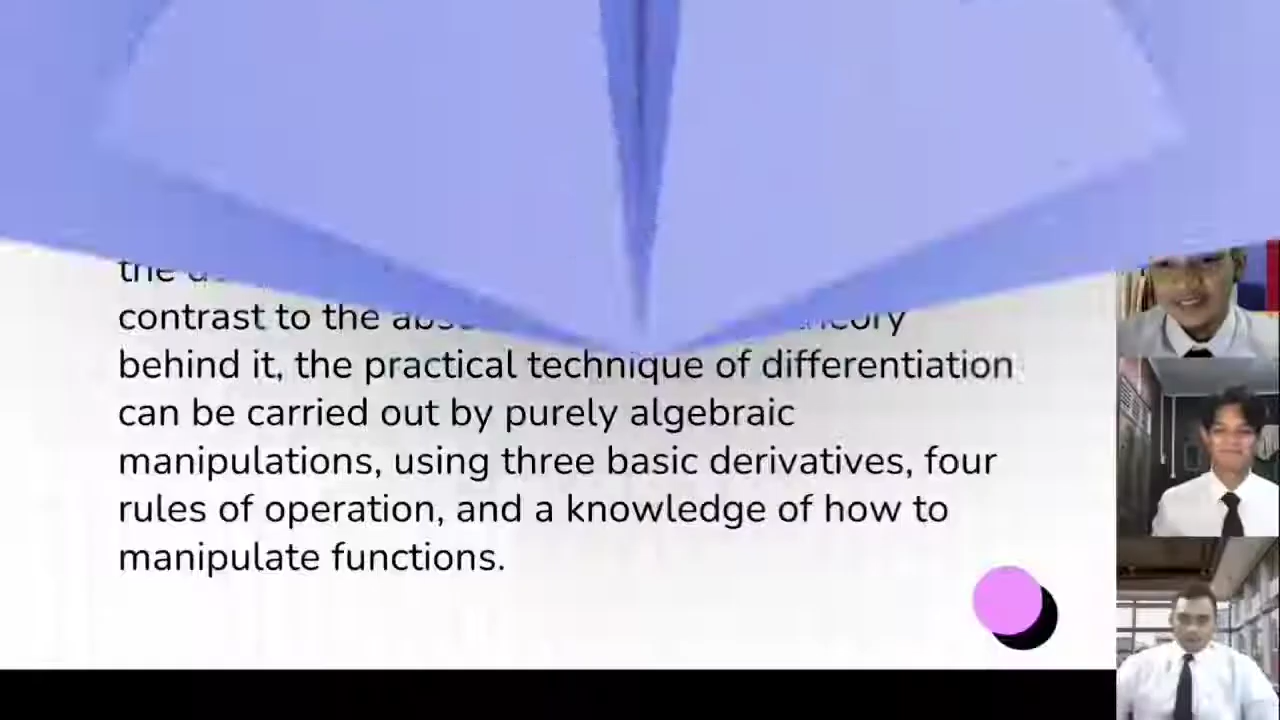 the
contrast to the
behind it, the practical technique of differentiation
can be carried out by purely algebraic
manipulations, using three basic derivatives, four
rules of operation, and a knowledge of how to
manipulate functions.